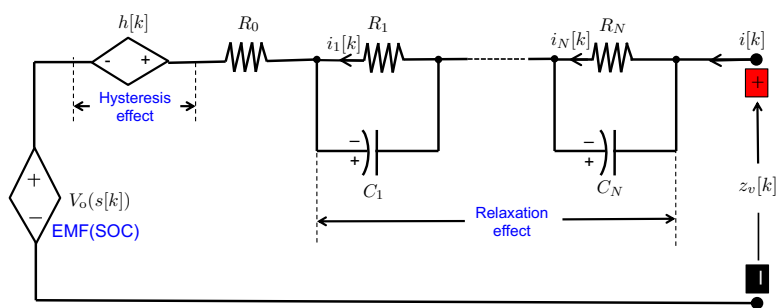 h[k]
R_0
i_1[k]
R_1
i_N[k]
R_N
i[k]
-
+
+
Hysteresis
effect
−
+
−
+
C_1
C_N
+
−
V_o(s[k])
EMF(SOC)
z_v[k]
Relaxation
effect
−